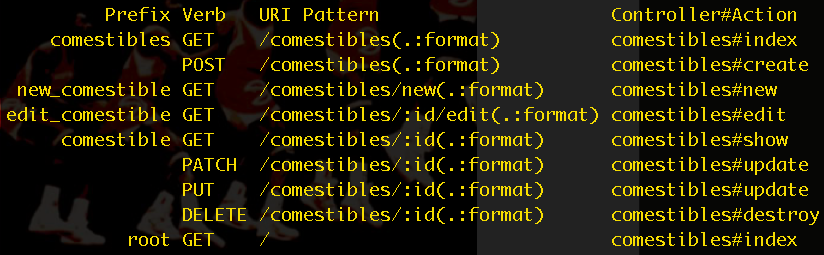 Prefix Verb   URI Pattern                     Controller#Action
comestibles GET    /comestibles(.:format)          comestibles#index
POST   /comestibles(.:format)          comestibles#create
new_comestible GET    /comestibles/new(.:format)      comestibles#new
edit_comestible GET    /comestibles/:id/edit(.:format) comestibles#edit
comestible GET    /comestibles/:id(.:format)      comestibles#show
PATCH  /comestibles/:id(.:format)      comestibles#update
PUT    /comestibles/:id(.:format)      comestibles#update
DELETE /comestibles/:id(.:format)      comestibles#destroy
root GET    /                               comestibles#index